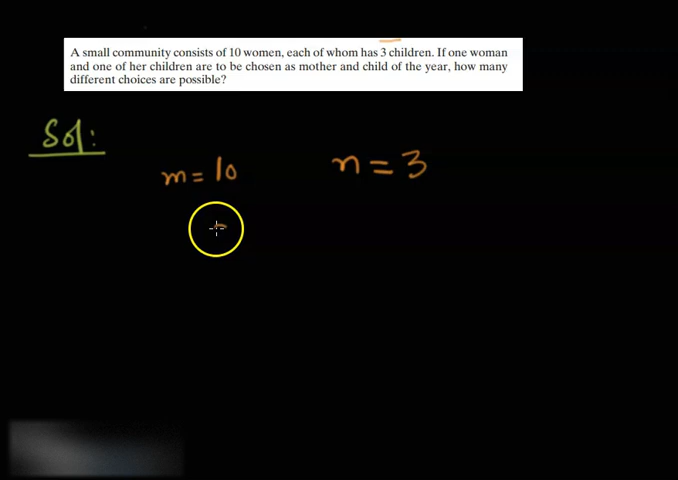 A small community consists of 10 women, each of whom has 3 children. If one woman
and one of her children are to be chosen as mother and child of the year, how many
different choices are possible?
Sol:
m = 10 n = 3